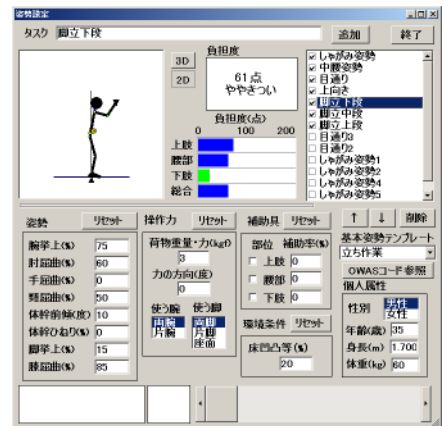 姿勢設定
タスク 脚立下段 追加 終了
3D
2D
負担度
61点
ややきつい
負担度(点)
0 100 200
上肢
腰部
下肢
総合
しゃがみ姿勢
中腰姿勢
目通り
上向き
脚立下段
脚立中段
脚立上段
目通り3
目通り2
しゃがみ姿勢1
しゃがみ姿勢2
しゃがみ姿勢4
しゃがみ姿勢5
↑ ↓ 削除
姿勢 リセット
腕挙上(%) 75
肘屈曲(%) 60
手屈曲(%) 0
頸屈曲(%) 50
体幹前傾(度) 10
体幹ひねり(%) 0
脚挙上(%) 15
膝屈曲(%) 85
操作力 リセット
荷物重量・力(kgf)
3
力の方向(度)
0
使う腕 使う脚
両腕 両脚
片腕 片脚
座面
補助具 リセット
部位 補助率(%)
上肢 0
腰部 0
下肢 0
環境条件 リセット
床凹凸等(%)
20
基本姿勢テンプレート
立ち作業
OWASコード参照
個人属性
性別 男性
女性
年齢(歳) 35
身長(m) 1.700
体重(kg) 60